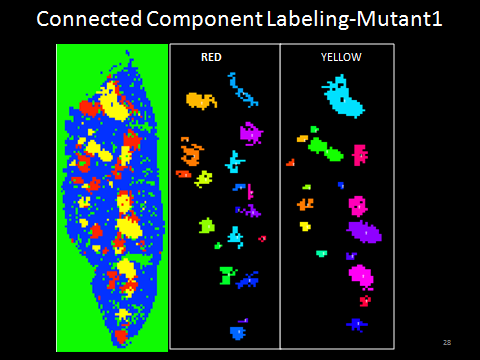 Connected Component Labeling-Mutant1
RED
YELLOW
28